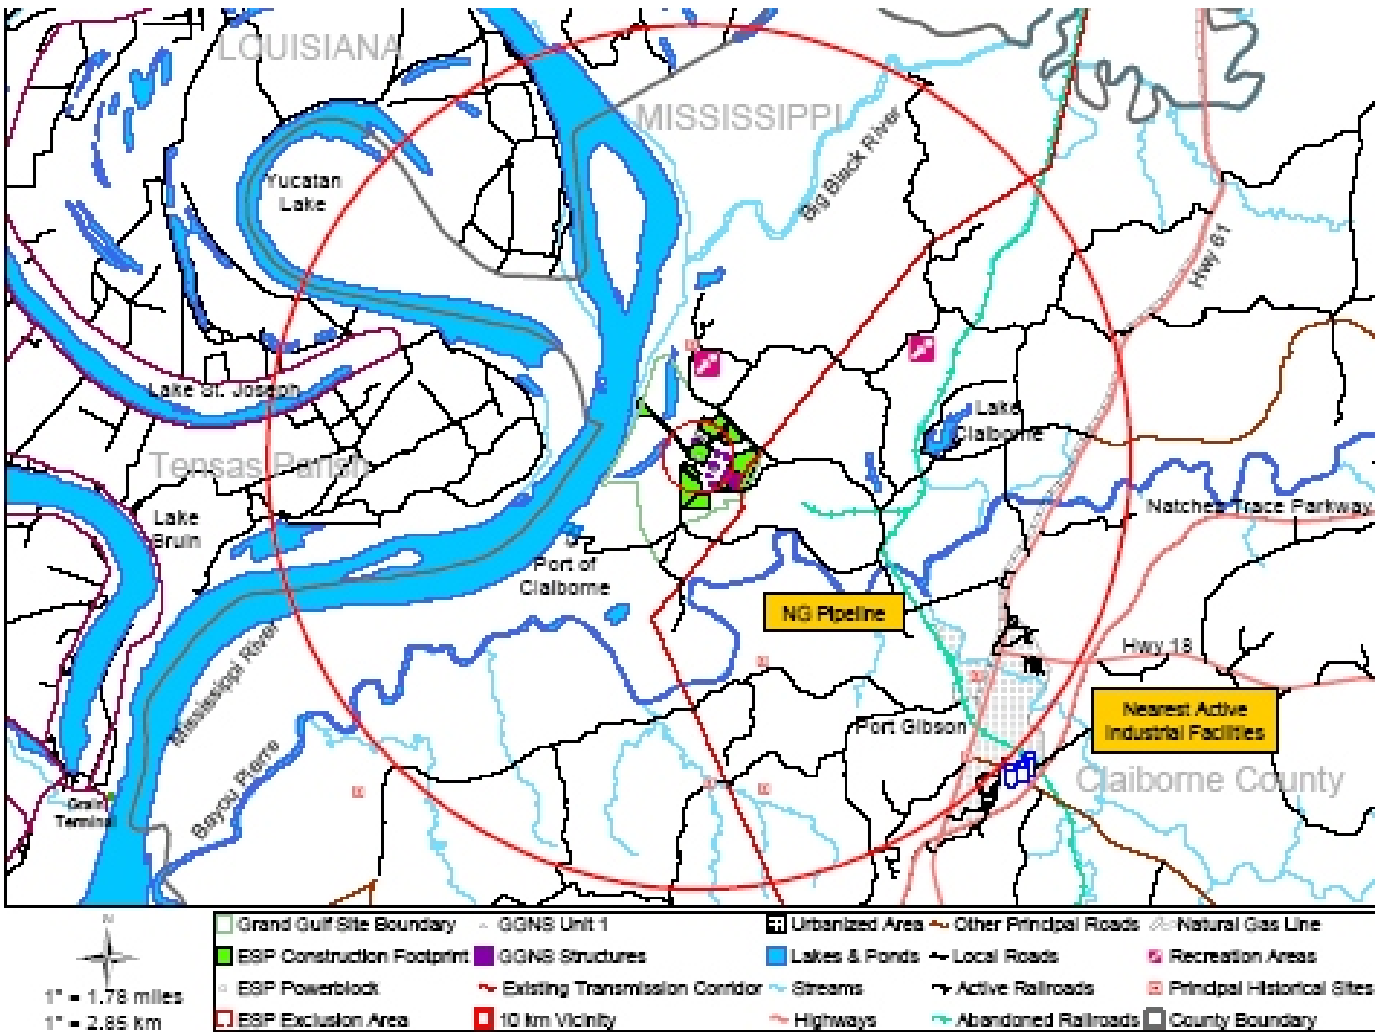 LOUISIANA
MISSISSIPPI
Big Black River
Yucatan
Lake
Hwy 61
Lake St. Joseph
Lake
Claiborne
Tensas Parish
Natchez Trace Parkway
Lake
Bruin
Port of
Claiborne
NG Pipeline
Mississippi River
Hwy 18
Nearest Active
Industrial Facilities
Port Gibson
Bayou Pierre
Claiborne County
Grain
Terminal
N
1" = 1.78 miles
1" = 2.85 km
Grand Gulf Site Boundary
GGNS Unit 1
Urbanized Area
Other Principal Roads
Natural Gas Line
ESP Construction Footprint
GGNS Structures
Lakes & Ponds
Local Roads
Recreation Areas
ESP Powerblock
Existing Transmission Corridor
Streams
Active Railroads
Principal Historical Sites
ESP Exclusion Area
10 km Vicinity
Highways
Abandoned Railroads
County Boundary